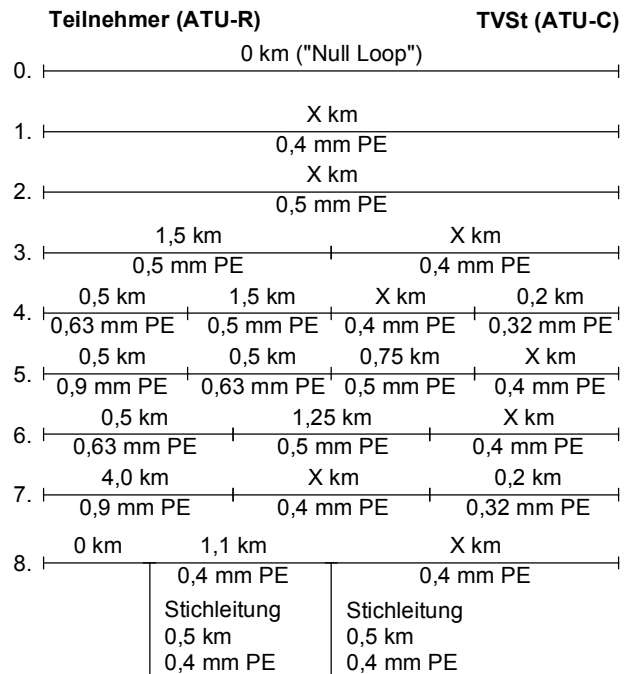 Teilnehmer (ATU-R) TVSt (ATU-C)
0 km ("Null Loop")
0.
X km
1.
0,4 mm PE
X km
2.
0,5 mm PE
1,5 km X km
3.
0,5 mm PE 0,4 mm PE
0,5 km 1,5 km X km 0,2 km
4.
0,63 mm PE 0,5 mm PE 0,4 mm PE 0,32 mm PE
0,5 km 0,5 km 0,75 km X km
5.
0,9 mm PE 0,63 mm PE 0,5 mm PE 0,4 mm PE
0,5 km 1,25 km X km
6.
0,63 mm PE 0,5 mm PE 0,4 mm PE
4,0 km X km 0,2 km
7.
0,9 mm PE 0,4 mm PE 0,32 mm PE
0 km 1,1 km X km
8.
0,4 mm PE 0,4 mm PE
Stichleitung Stichleitung
0,5 km 0,5 km
0,4 mm PE 0,4 mm PE